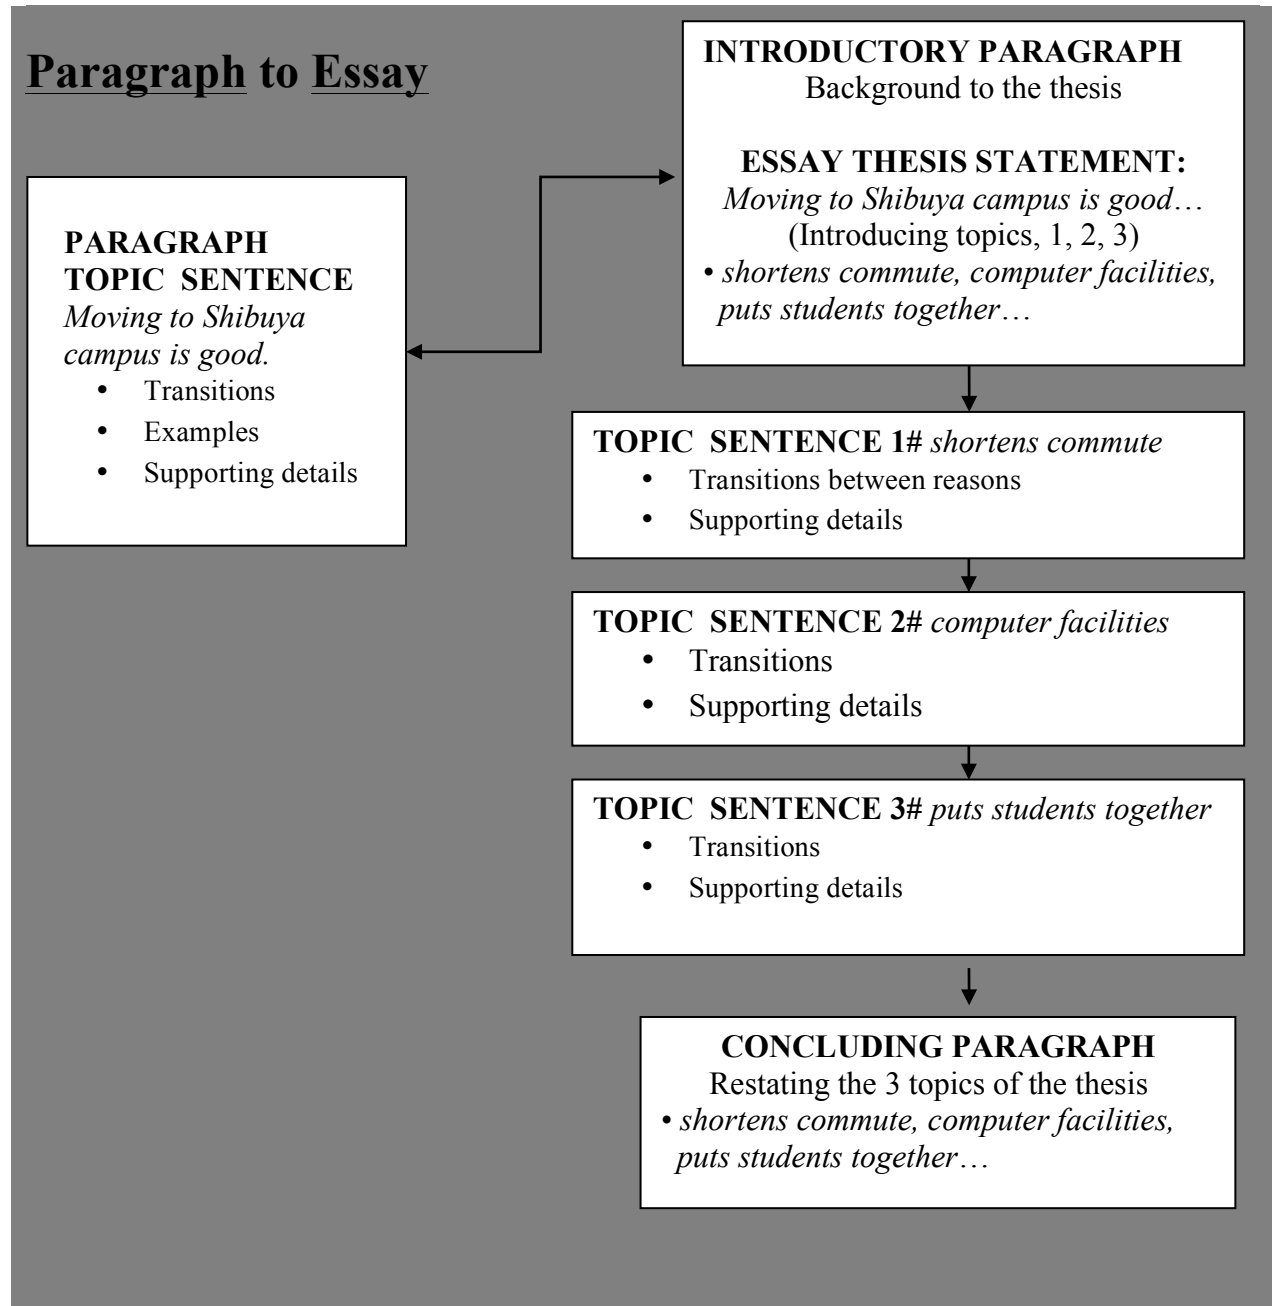 Paragraph to Essay
PARAGRAPH
TOPIC SENTENCE
Moving to Shibuya
campus is good.
• Transitions
• Examples
• Supporting details
INTRODUCTORY PARAGRAPH
Background to the thesis
ESSAY THESIS STATEMENT:
Moving to Shibuya campus is good…
(Introducing topics, 1, 2, 3)
• shortens commute, computer facilities,
puts students together…
TOPIC SENTENCE 1# shortens commute
• Transitions between reasons
• Supporting details
TOPIC SENTENCE 2# computer facilities
• Transitions
• Supporting details
TOPIC SENTENCE 3# puts students together
• Transitions
• Supporting details
CONCLUDING PARAGRAPH
Restating the 3 topics of the thesis
• shortens commute, computer facilities,
puts students together…